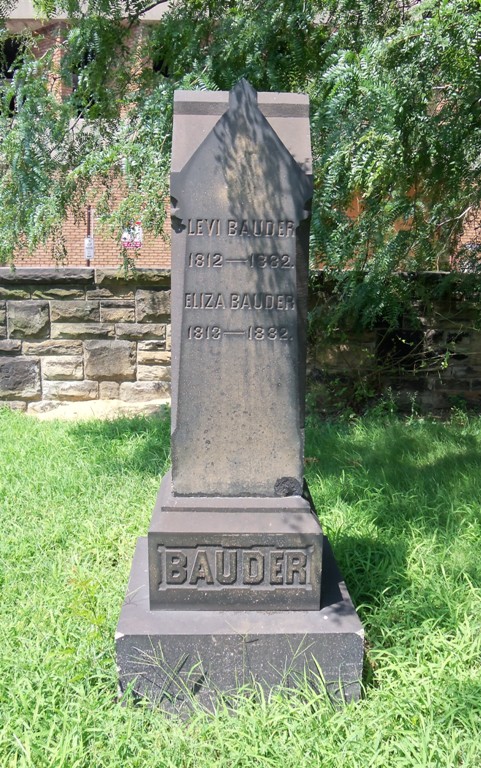 LEVI BAUDER
1812—1882.
ELIZA BAUDER
1813—1882.
BAUDER